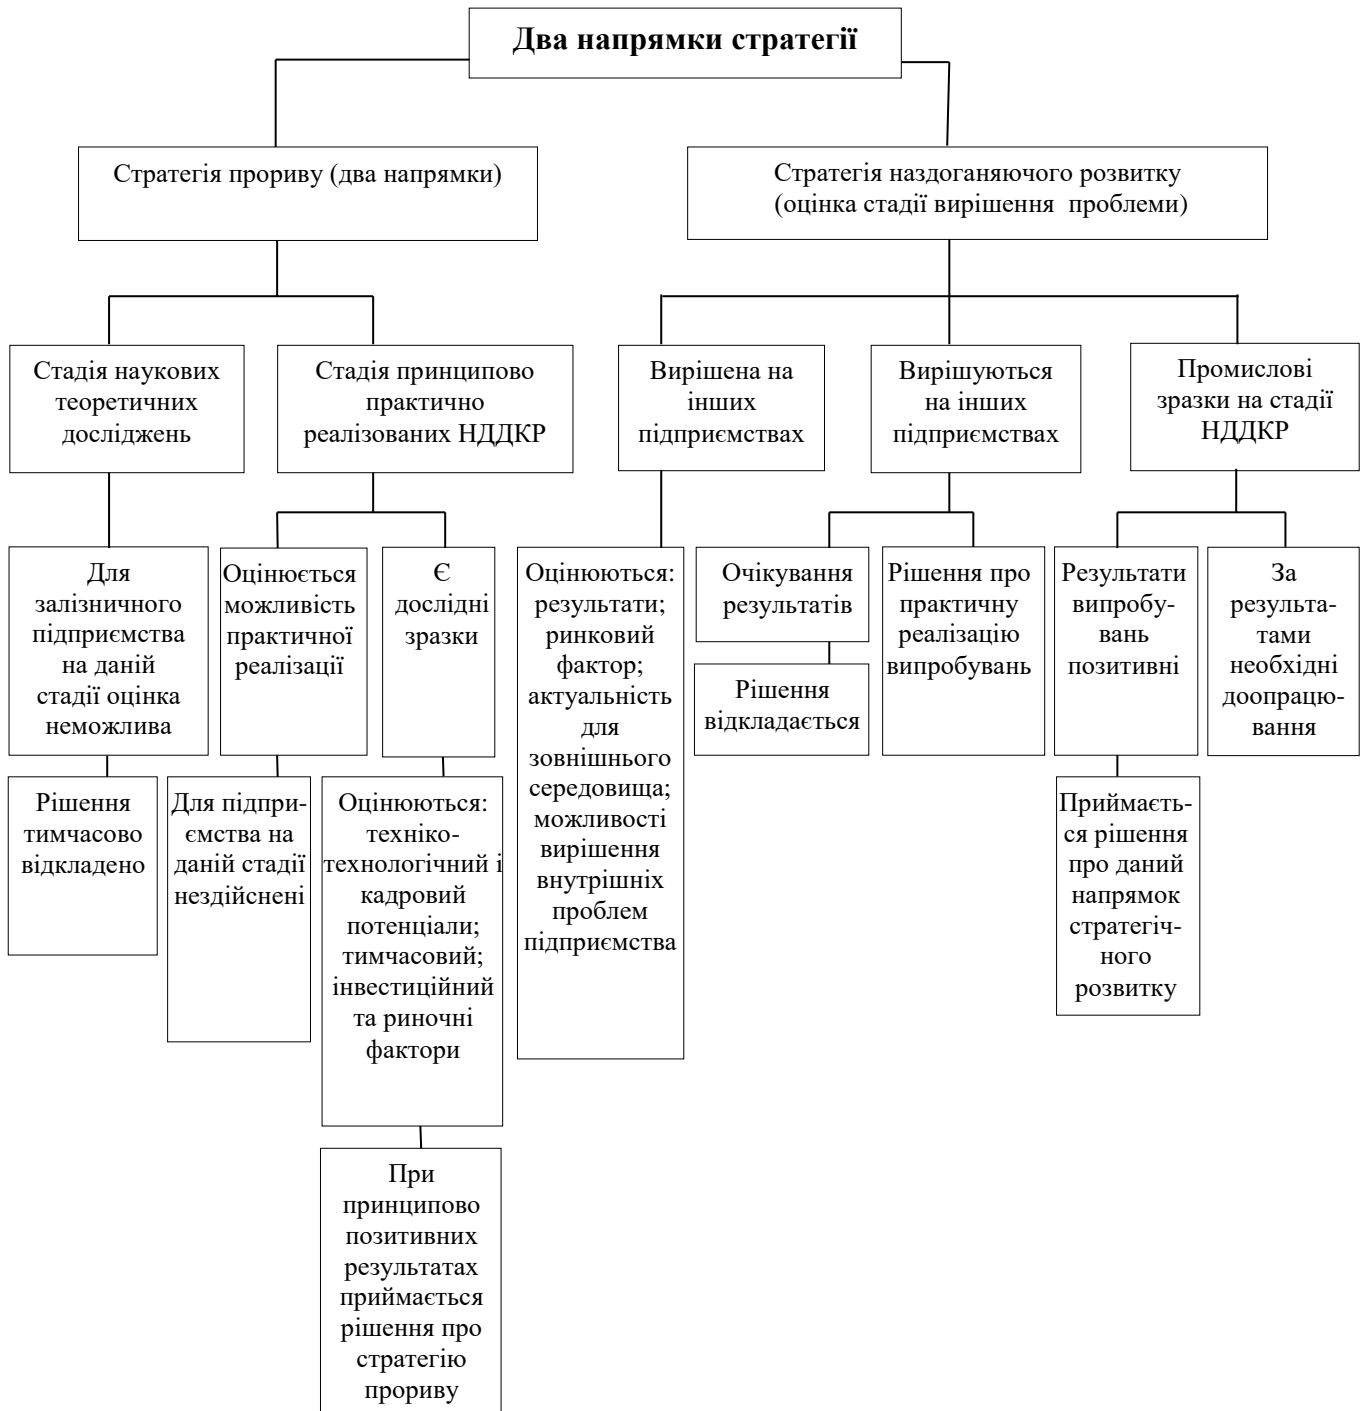 Два напрямки стратегії
Стратегія прориву (два напрямки)
Стратегія наздоганяючого розвитку
(оцінка стадії вирішення проблеми)
Стадія наукових
теоретичних
досліджень
Стадія принципово
практично
реалізованих НДДКР
Вирішена на
інших
підприємствах
Вирішуються
на інших
підприємствах
Промислові
зразки на стадії
НДДКР
Для
залізничного
підприємства
на даній
стадії оцінка
неможлива
Оцінюється
можливість
практичної
реалізації
Є
дослідні
зразки
Оцінюються:
результати;
ринковий
фактор;
актуальність
для
зовнішнього
середовища;
можливості
вирішення
внутрішніх
проблем
підприємства
Очікування
результатів
Рішення
відкладається
Рішення про
практичну
реалізацію
випробувань
Результати
випробу-
вань
позитивні
За
результа-
тами
необхідні
доопрацю-
вання
Рішення
тимчасово
відкладено
Для підпри-
ємства на
даній стадії
нездійснені
Оцінюються:
техніко-
технологічний і
кадровий
потенціали;
тимчасовий;
інвестиційний
та риночні
фактори
Приймаєть-
ся рішення
про даний
напрямок
стратегіч-
ного
розвитку
При
принципово
позитивних
результатах
приймається
рішення про
стратегію
прориву